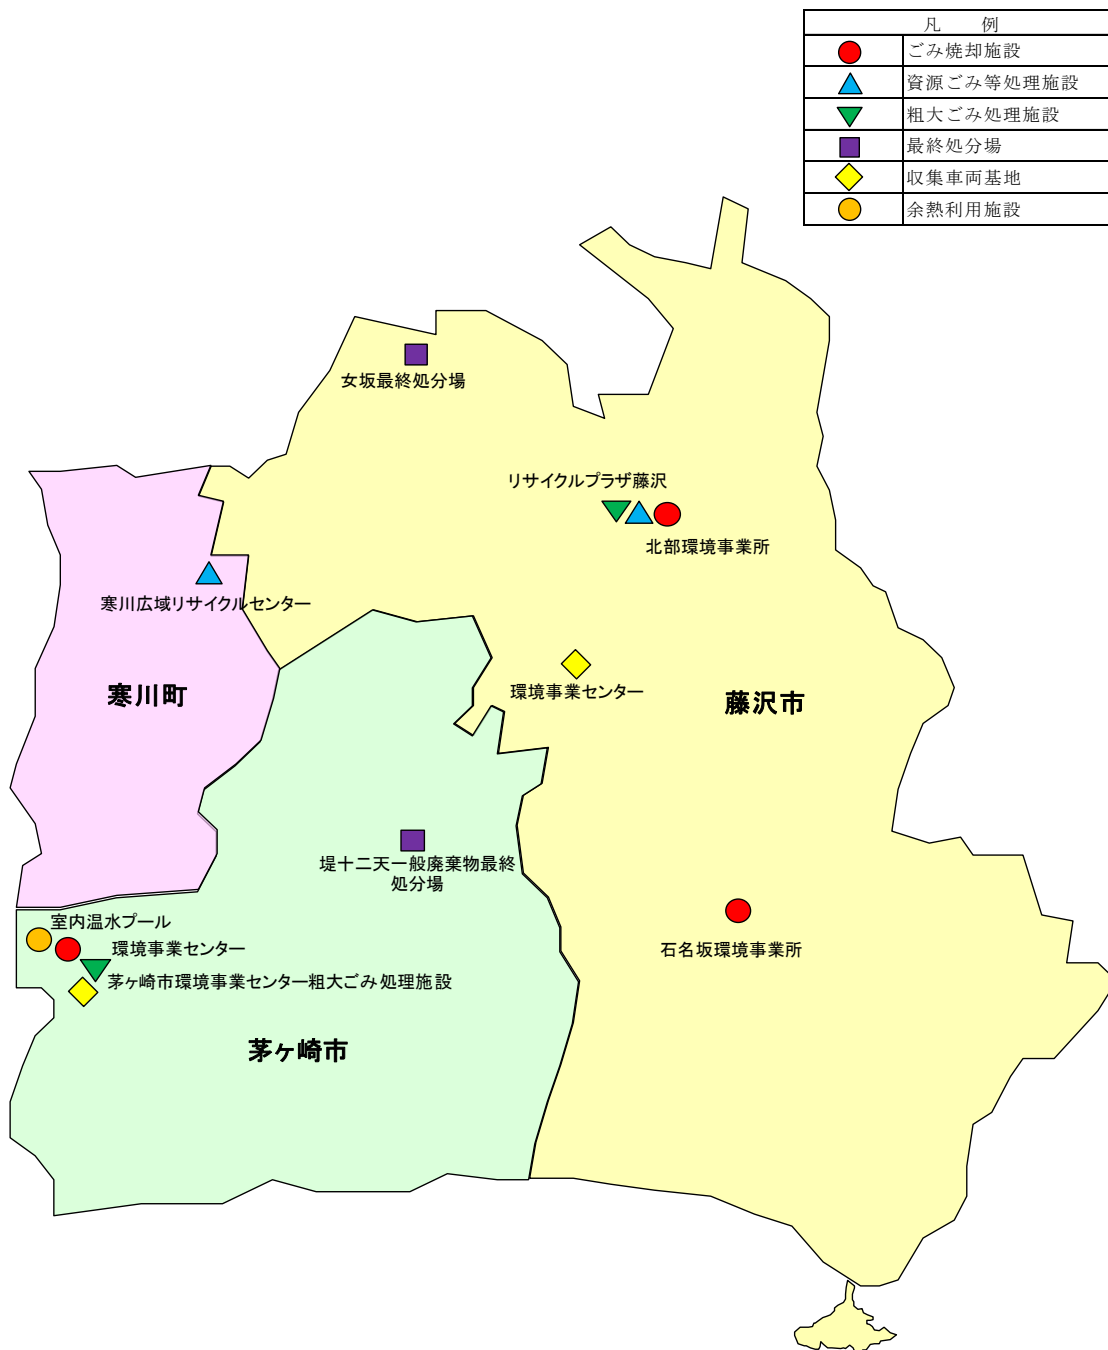 凡　例
ごみ焼却施設
資源ごみ等処理施設
粗大ごみ処理施設
最終処分場
収集車両基地
余熱利用施設
女坂最終処分場
リサイクルプラザ藤沢
北部環境事業所
寒川広域リサイクルセンター
環境事業センター
寒川町
藤沢市
堤十二天一般廃棄物最終
処分場
室内温水プール
環境事業センター
石名坂環境事業所
茅ヶ崎市環境事業センター粗大ごみ処理施設
茅ヶ崎市